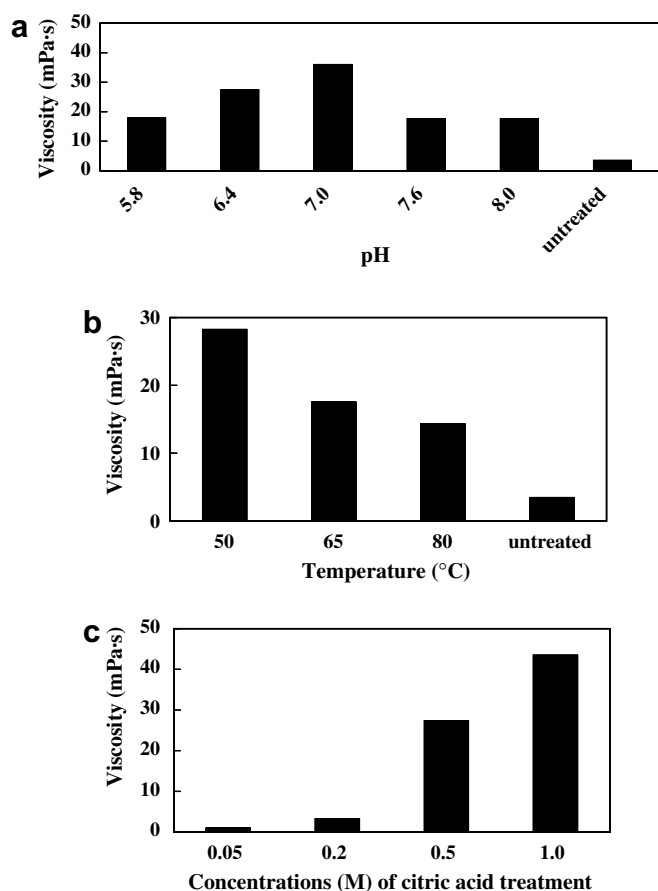 a
Viscosity (mPa·s)
50
40
30
20
10
0
5.8
6.4
7.0
7.6
8.0
untreated
pH
b
Viscosity (mPa·s)
30
20
10
0
50 65 80 untreated
Temperature (°C)
c
Viscosity (mPa·s)
50
40
30
20
10
0
0.05 0.2 0.5 1.0
Concentrations (M) of citric acid treatment